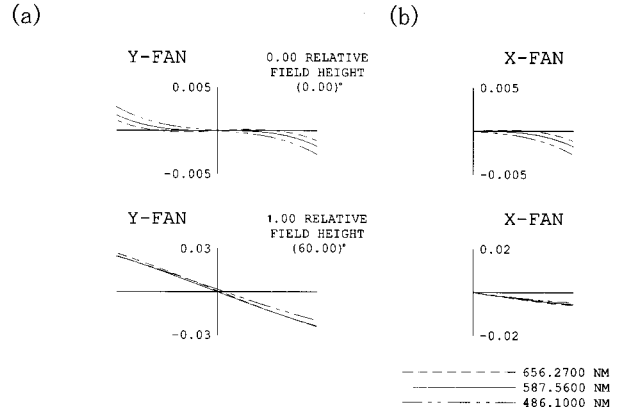 (a)
(b)
Y-FAN
0.00 RELATIVE
FIELD HEIGHT
(0.00)°
X-FAN
0.005
0.005
-0.005
-0.005
Y-FAN
1.00 RELATIVE
FIELD HEIGHT
(60.00)°
X-FAN
0.03
0.02
-0.03
-0.02
656.2700 NM
587.5600 NM
486.1000 NM